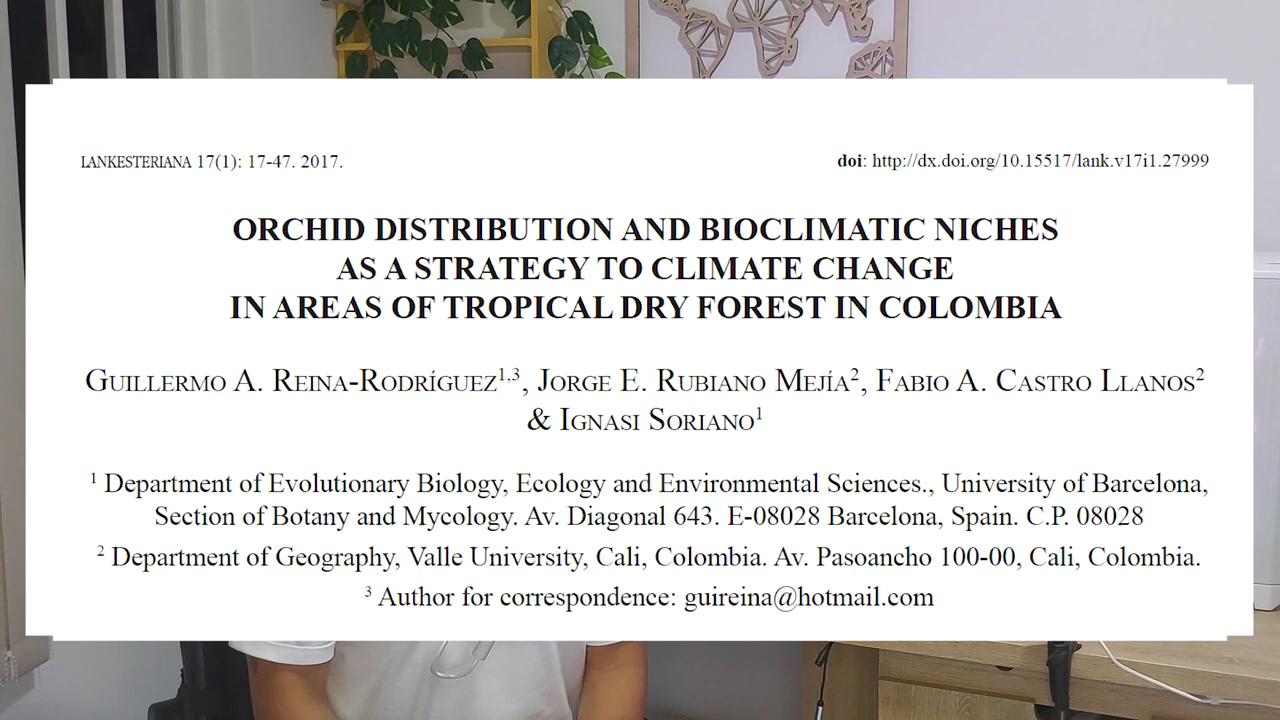 LANKESTERIANA 17(1): 17-47. 2017.
doi: http://dx.doi.org/10.15517/lank.v17i1.27999
ORCHID DISTRIBUTION AND BIOCLIMATIC NICHES
AS A STRATEGY TO CLIMATE CHANGE
IN AREAS OF TROPICAL DRY FOREST IN COLOMBIA
Guillermo A. Reina-Rodríguez1,3, Jorge E. Rubiano Mejía2, Fabio A. Castro Llanos2
& Ignasi Soriano1
1 Department of Evolutionary Biology, Ecology and Environmental Sciences., University of Barcelona,
Section of Botany and Mycology. Av. Diagonal 643. E-08028 Barcelona, Spain. C.P. 08028
2 Department of Geography, Valle University, Cali, Colombia. Av. Pasoancho 100-00, Cali, Colombia.
3 Author for correspondence: guireina@hotmail.com